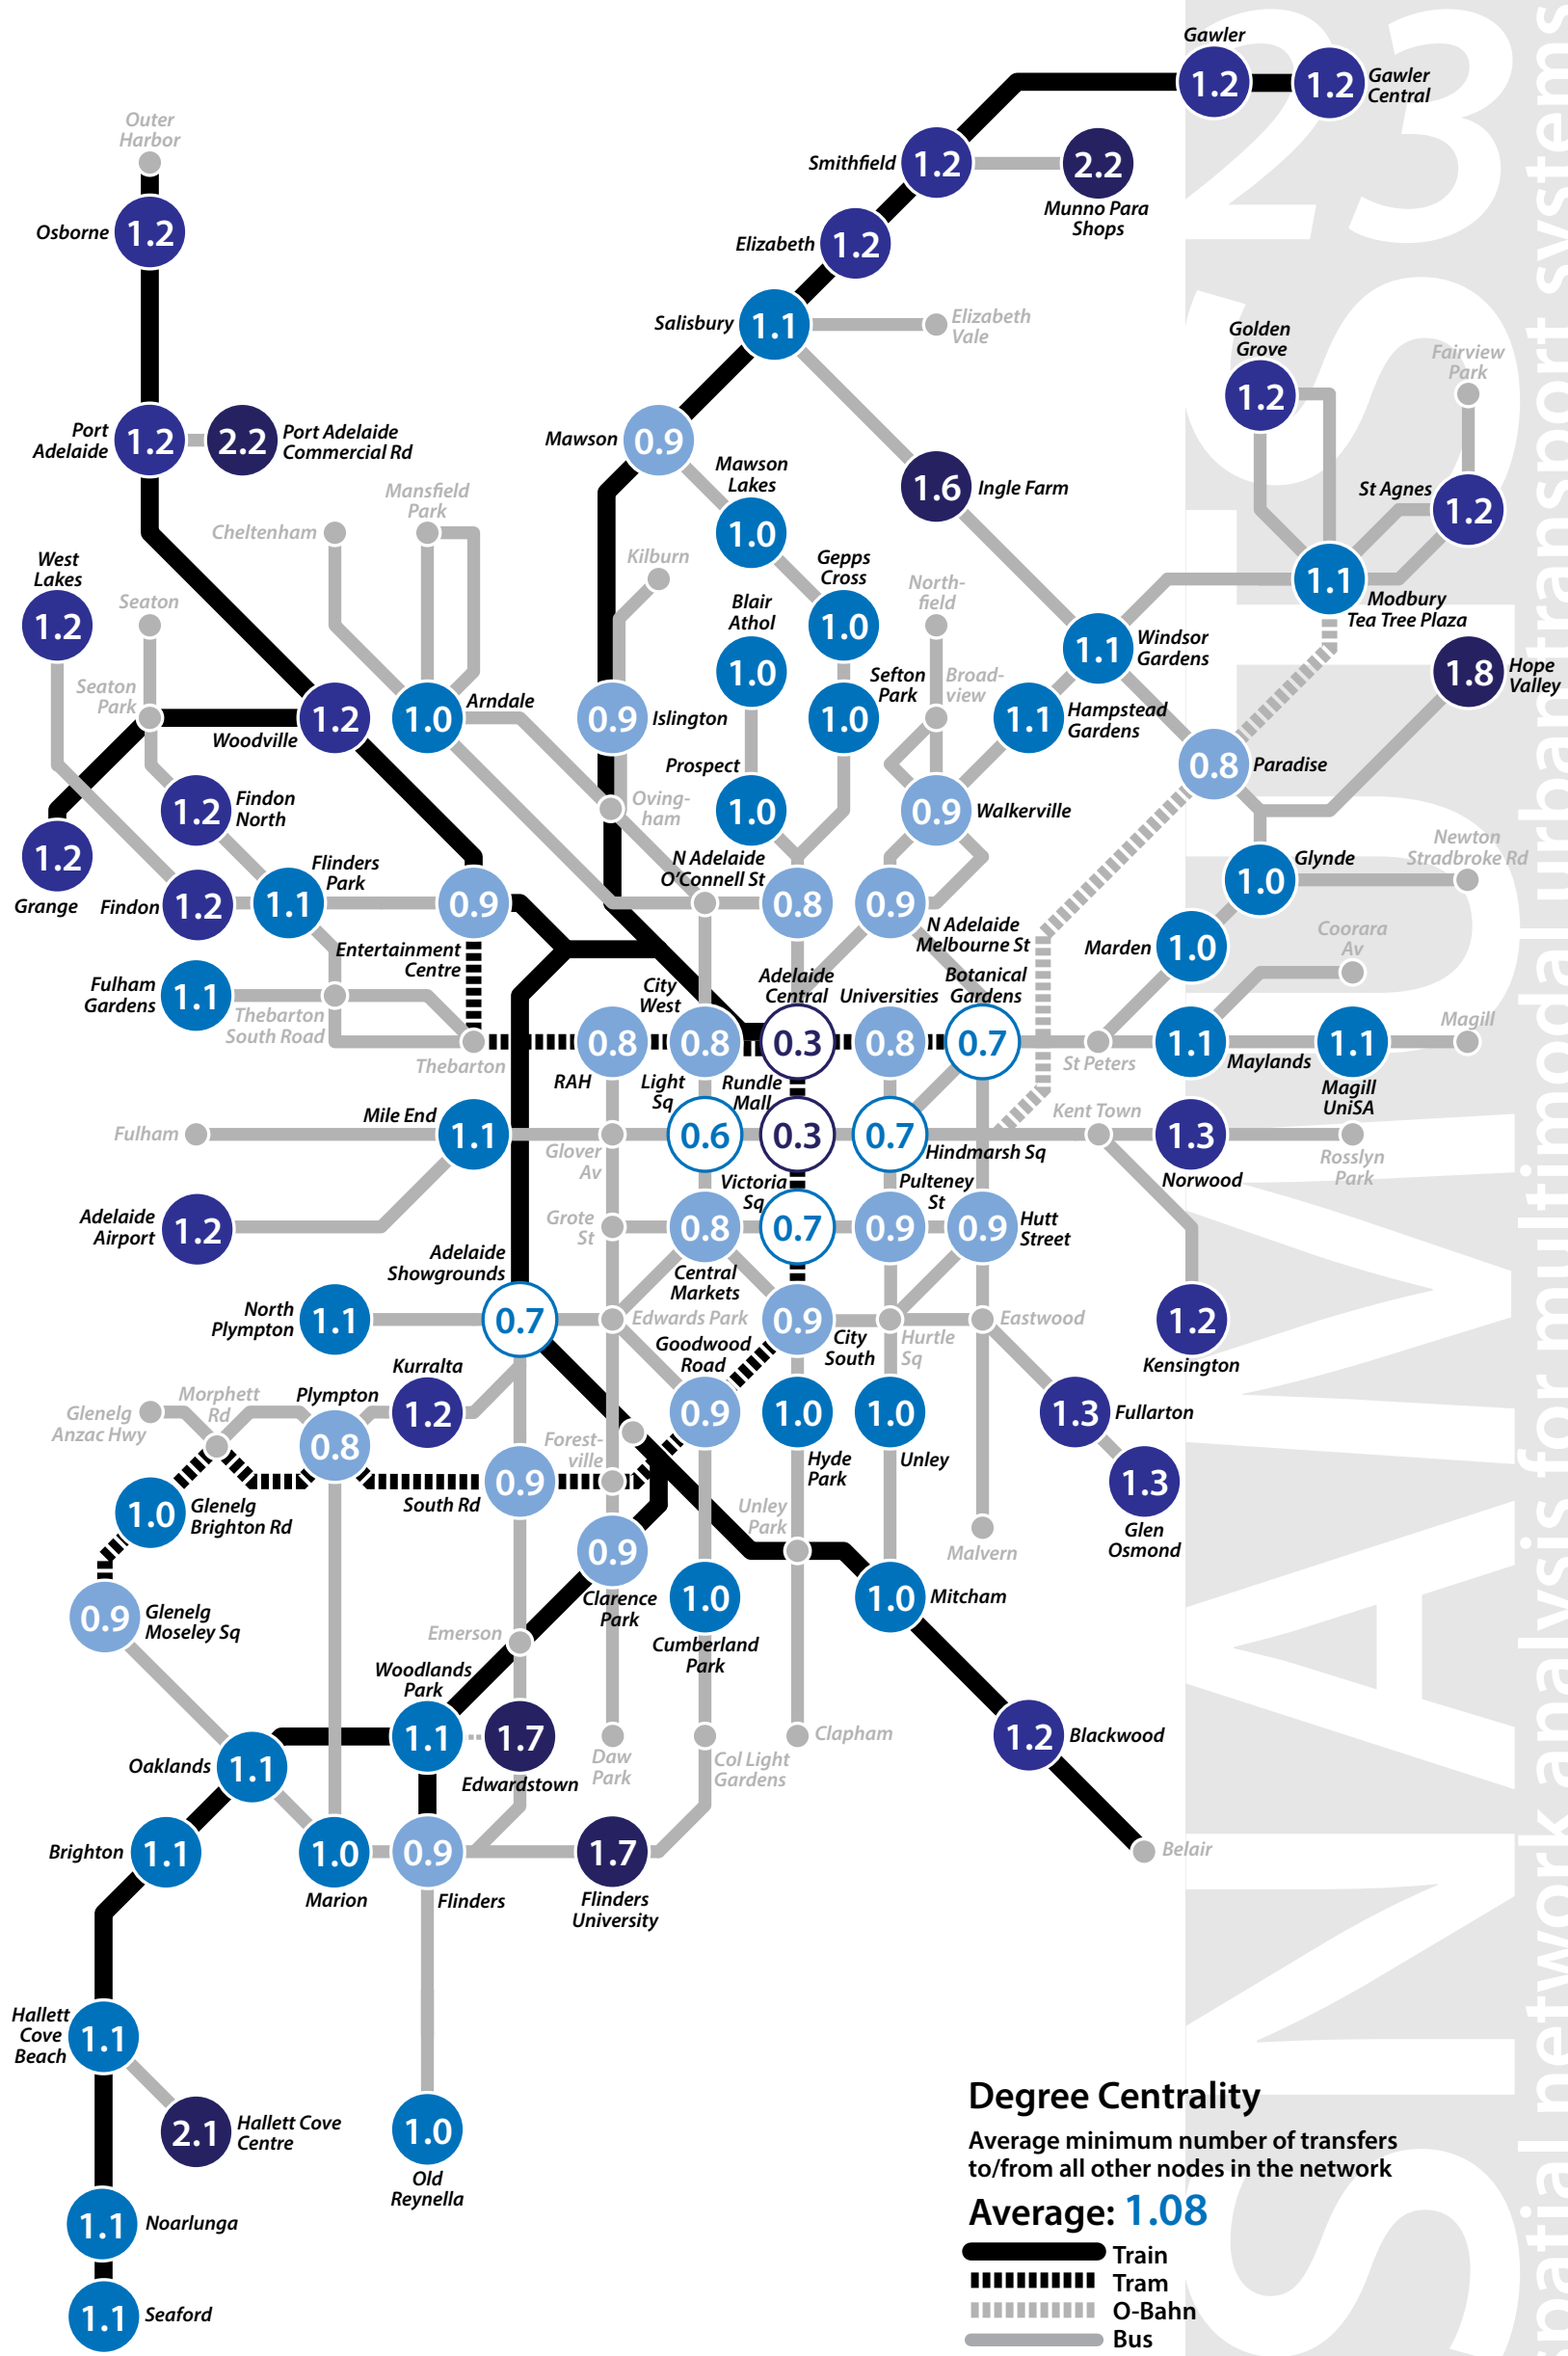 Gawler
1.2
1.2
Gawler
Central
Outer
Harbor
Smithfield
1.2
2.2
Munno Para
Shops
Osborne
1.2
Elizabeth
1.2
Salisbury
1.1
Elizabeth
Vale
Golden
Grove
1.2
Fairview
Park
Port
Adelaide
1.2
2.2
Port Adelaide
Commercial Rd
Mawson
0.9
Mawson
Lakes
1.0
1.6
Ingle Farm
St Agnes
1.2
Cheltenham
Mansfield
Park
Kilburn
Gepps
Cross
1.0
North-
field
1.1
Modbury
Tea Tree Plaza
West
Lakes
1.2
Seaton
Blair
Athol
1.0
1.1
Windsor
Gardens
1.8
Hope
Valley
Seaton
Park
1.2
Woodville
1.0
Arndale
0.9
Islington
Sefton
Park
1.0
Broad-
view
1.1
Hampstead
Gardens
0.8
Paradise
1.2
Findon
North
Oving-
ham
Prospect
1.0
0.9
Walkerville
1.2
Grange
Glynde
1.0
Newton
Stradbroke Rd
Findon
1.2
Flinders
Park
1.1
0.9
Entertainment
Centre
N Adelaide
O'Connell St
0.8
0.9
N Adelaide
Melbourne St
Marden
1.0
Coorara
Av
Fulham
Gardens
1.1
Thebarton
South Road
Thebarton
0.8
RAH
City
West
0.8
Adelaide
Central
0.3
Universities
0.8
Botanical
Gardens
0.7
St Peters
1.1
Maylands
1.1
Magill
UniSA
Magill
Fulham
Mile End
1.1
Glover
Av
Light
Sq
0.6
Rundle
Mall
0.3
0.7
Hindmarsh Sq
Kent Town
1.3
Norwood
Rosslyn
Park
Adelaide
Airport
1.2
Grote
St
0.8
Central
Markets
Victoria
Sq
0.7
Pulteney
St
0.9
0.9
Hutt
Street
Adelaide
Showgrounds
0.7
North
Plympton
1.1
Edwards Park
0.9
City
South
Hurtle
Sq
Eastwood
1.2
Kensington
Glenelg
Anzac Hwy
Morphett
Rd
Plympton
0.8
Kurralta
1.2
Goodwood
Road
0.9
1.0
Hyde
Park
1.0
Unley
1.3
Fullarton
Forest-
ville
South Rd
0.9
1.3
Glen
Osmond
1.0
Glenelg
Brighton Rd
0.9
Clarence
Park
Unley
Park
Malvern
0.9
Glenelg
Moseley Sq
Emerson
1.0
Cumberland
Park
1.0
Mitcham
Woodlands
Park
1.1
1.7
Edwardstown
Daw
Park
Col Light
Gardens
Clapham
1.2
Blackwood
Oaklands
1.1
Brighton
1.1
1.0
Marion
0.9
Flinders
1.7
Flinders
University
Belair
Hallett
Cove
Beach
1.1
2.1
Hallett Cove
Centre
1.0
Old
Reynella
1.1
Noarlunga
1.1
Seaford
Degree Centrality
Average minimum number of transfers
to/from all other nodes in the network
Average: 1.08
Train
Tram
O-Bahn
Bus
SNAMUTS 23
spatial network analysis for multimodal urban transport systems